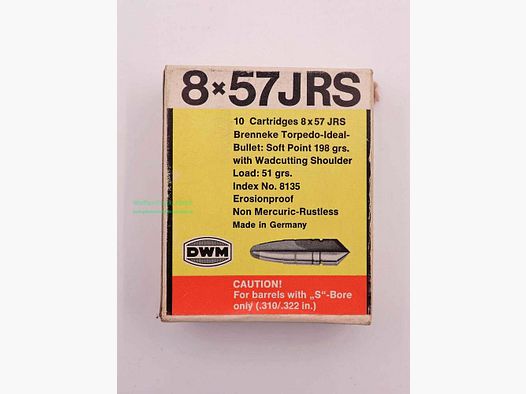 8×57JRS
10 Cartridges 8 x 57 JRS
Brenneke Torpedo-Ideal-
Bullet: Soft Point 198 grs.
with Wadcutting Shoulder
Load: 51 grs.
Index No. 8135
Erosionproof
Non Mercuric-Rustless
Made in Germany
DWM
CAUTION!
For barrels with „S“-Bore
only (.310/.322 in.)